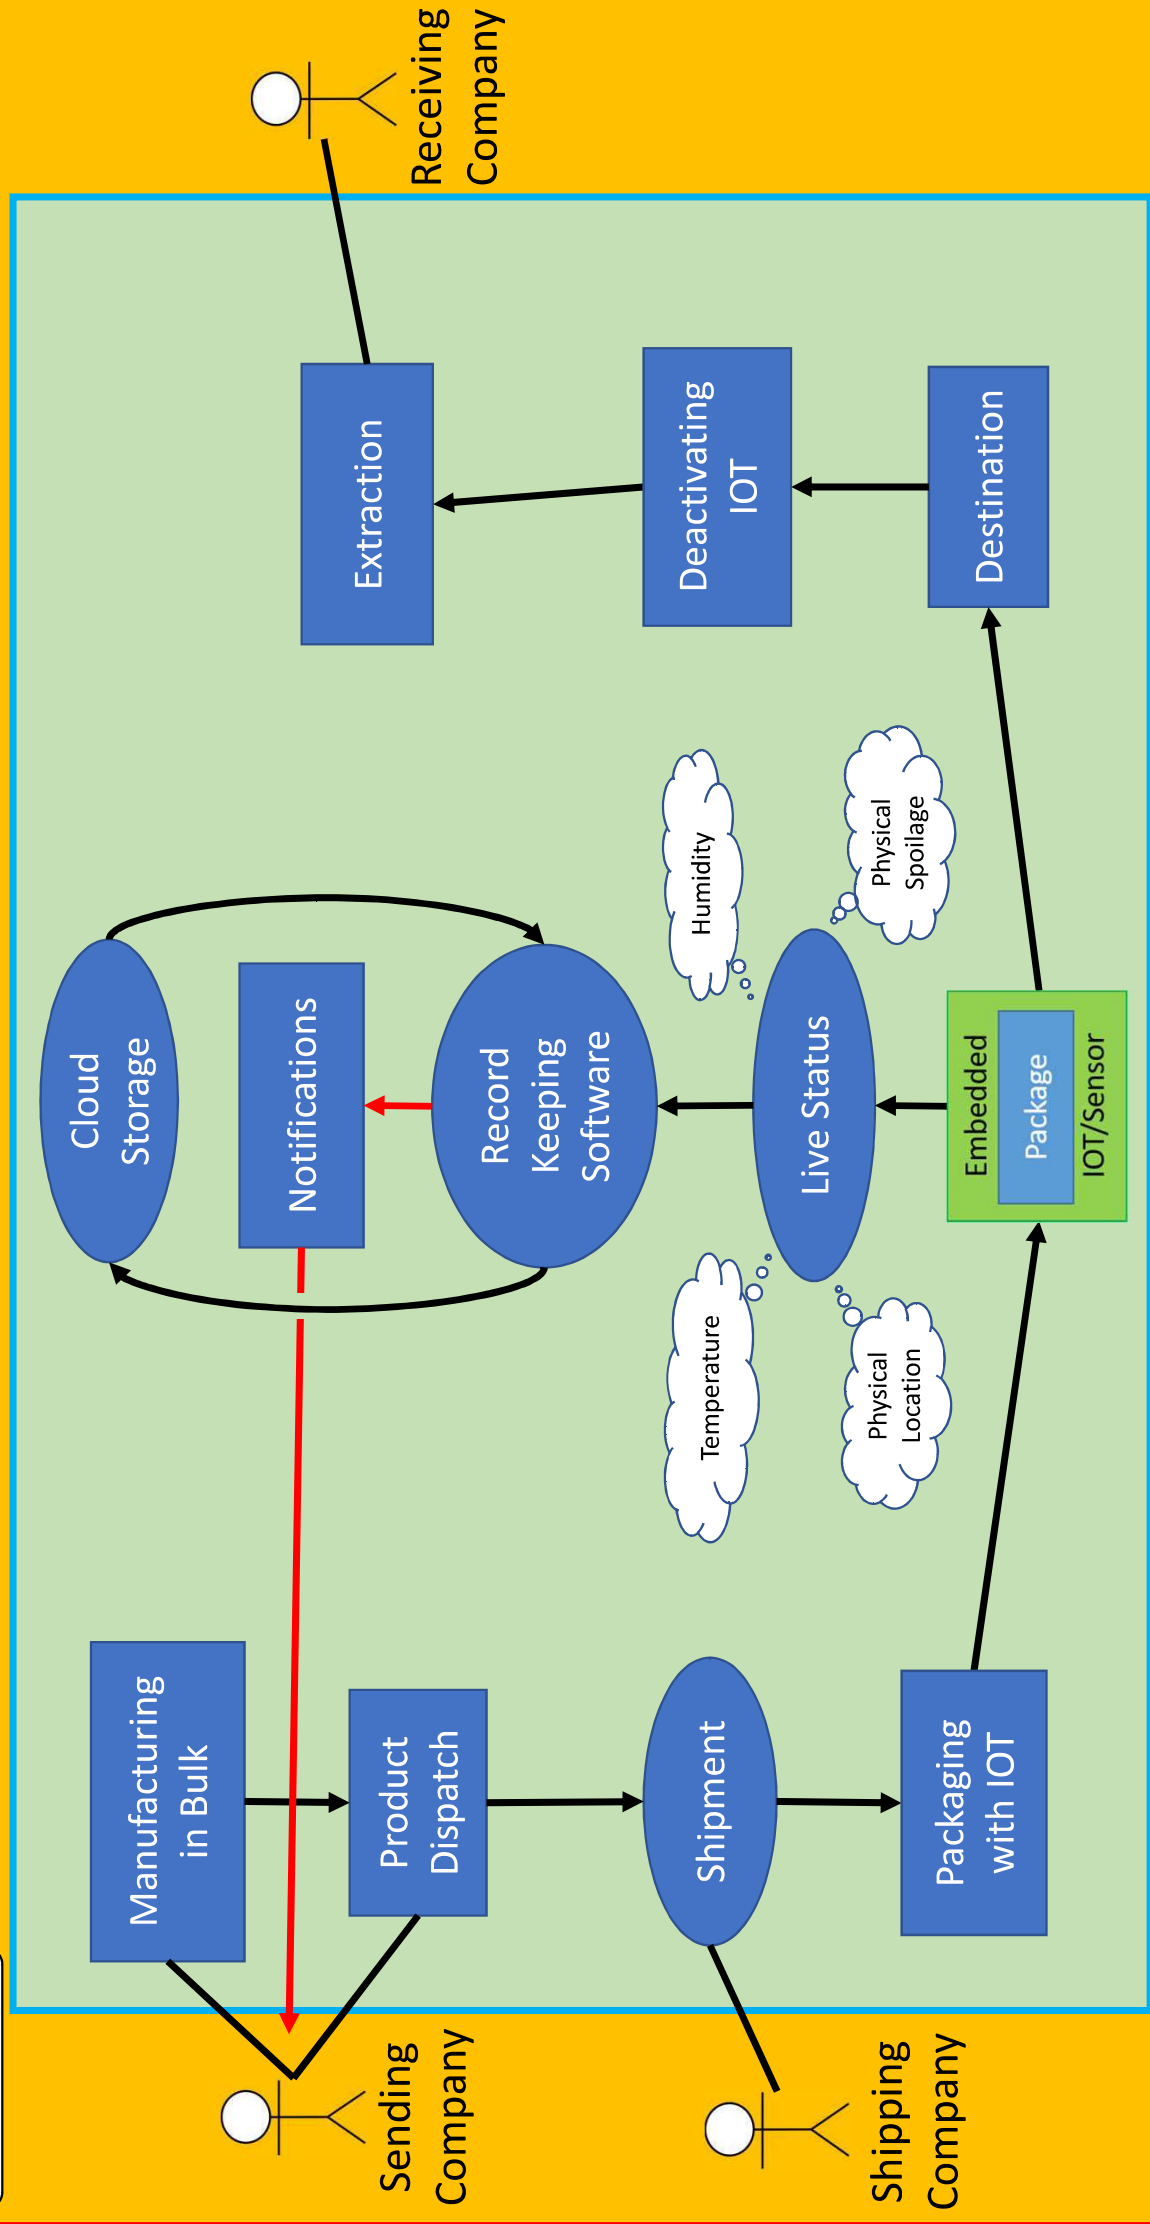 Manufacturing
in Bulk
Product
Dispatch
Shipment
Packaging
with IOT
Sending
Company
Shipping
Company
Cloud
Storage
Notifications
Record
Keeping
Software
Live Status
Temperature
Humidity
Physical
Location
Physical
Spoilage
Embedded
Package
IOT/Sensor
Extraction
Deactivating
IOT
Destination
Receiving
Company